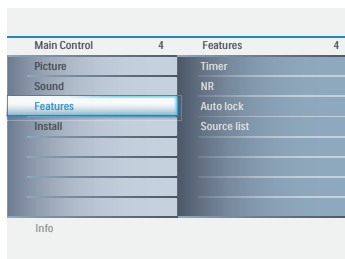 Main Control 4 Features 4
Picture Timer
Sound NR
Features Auto lock
Install Source list
Info